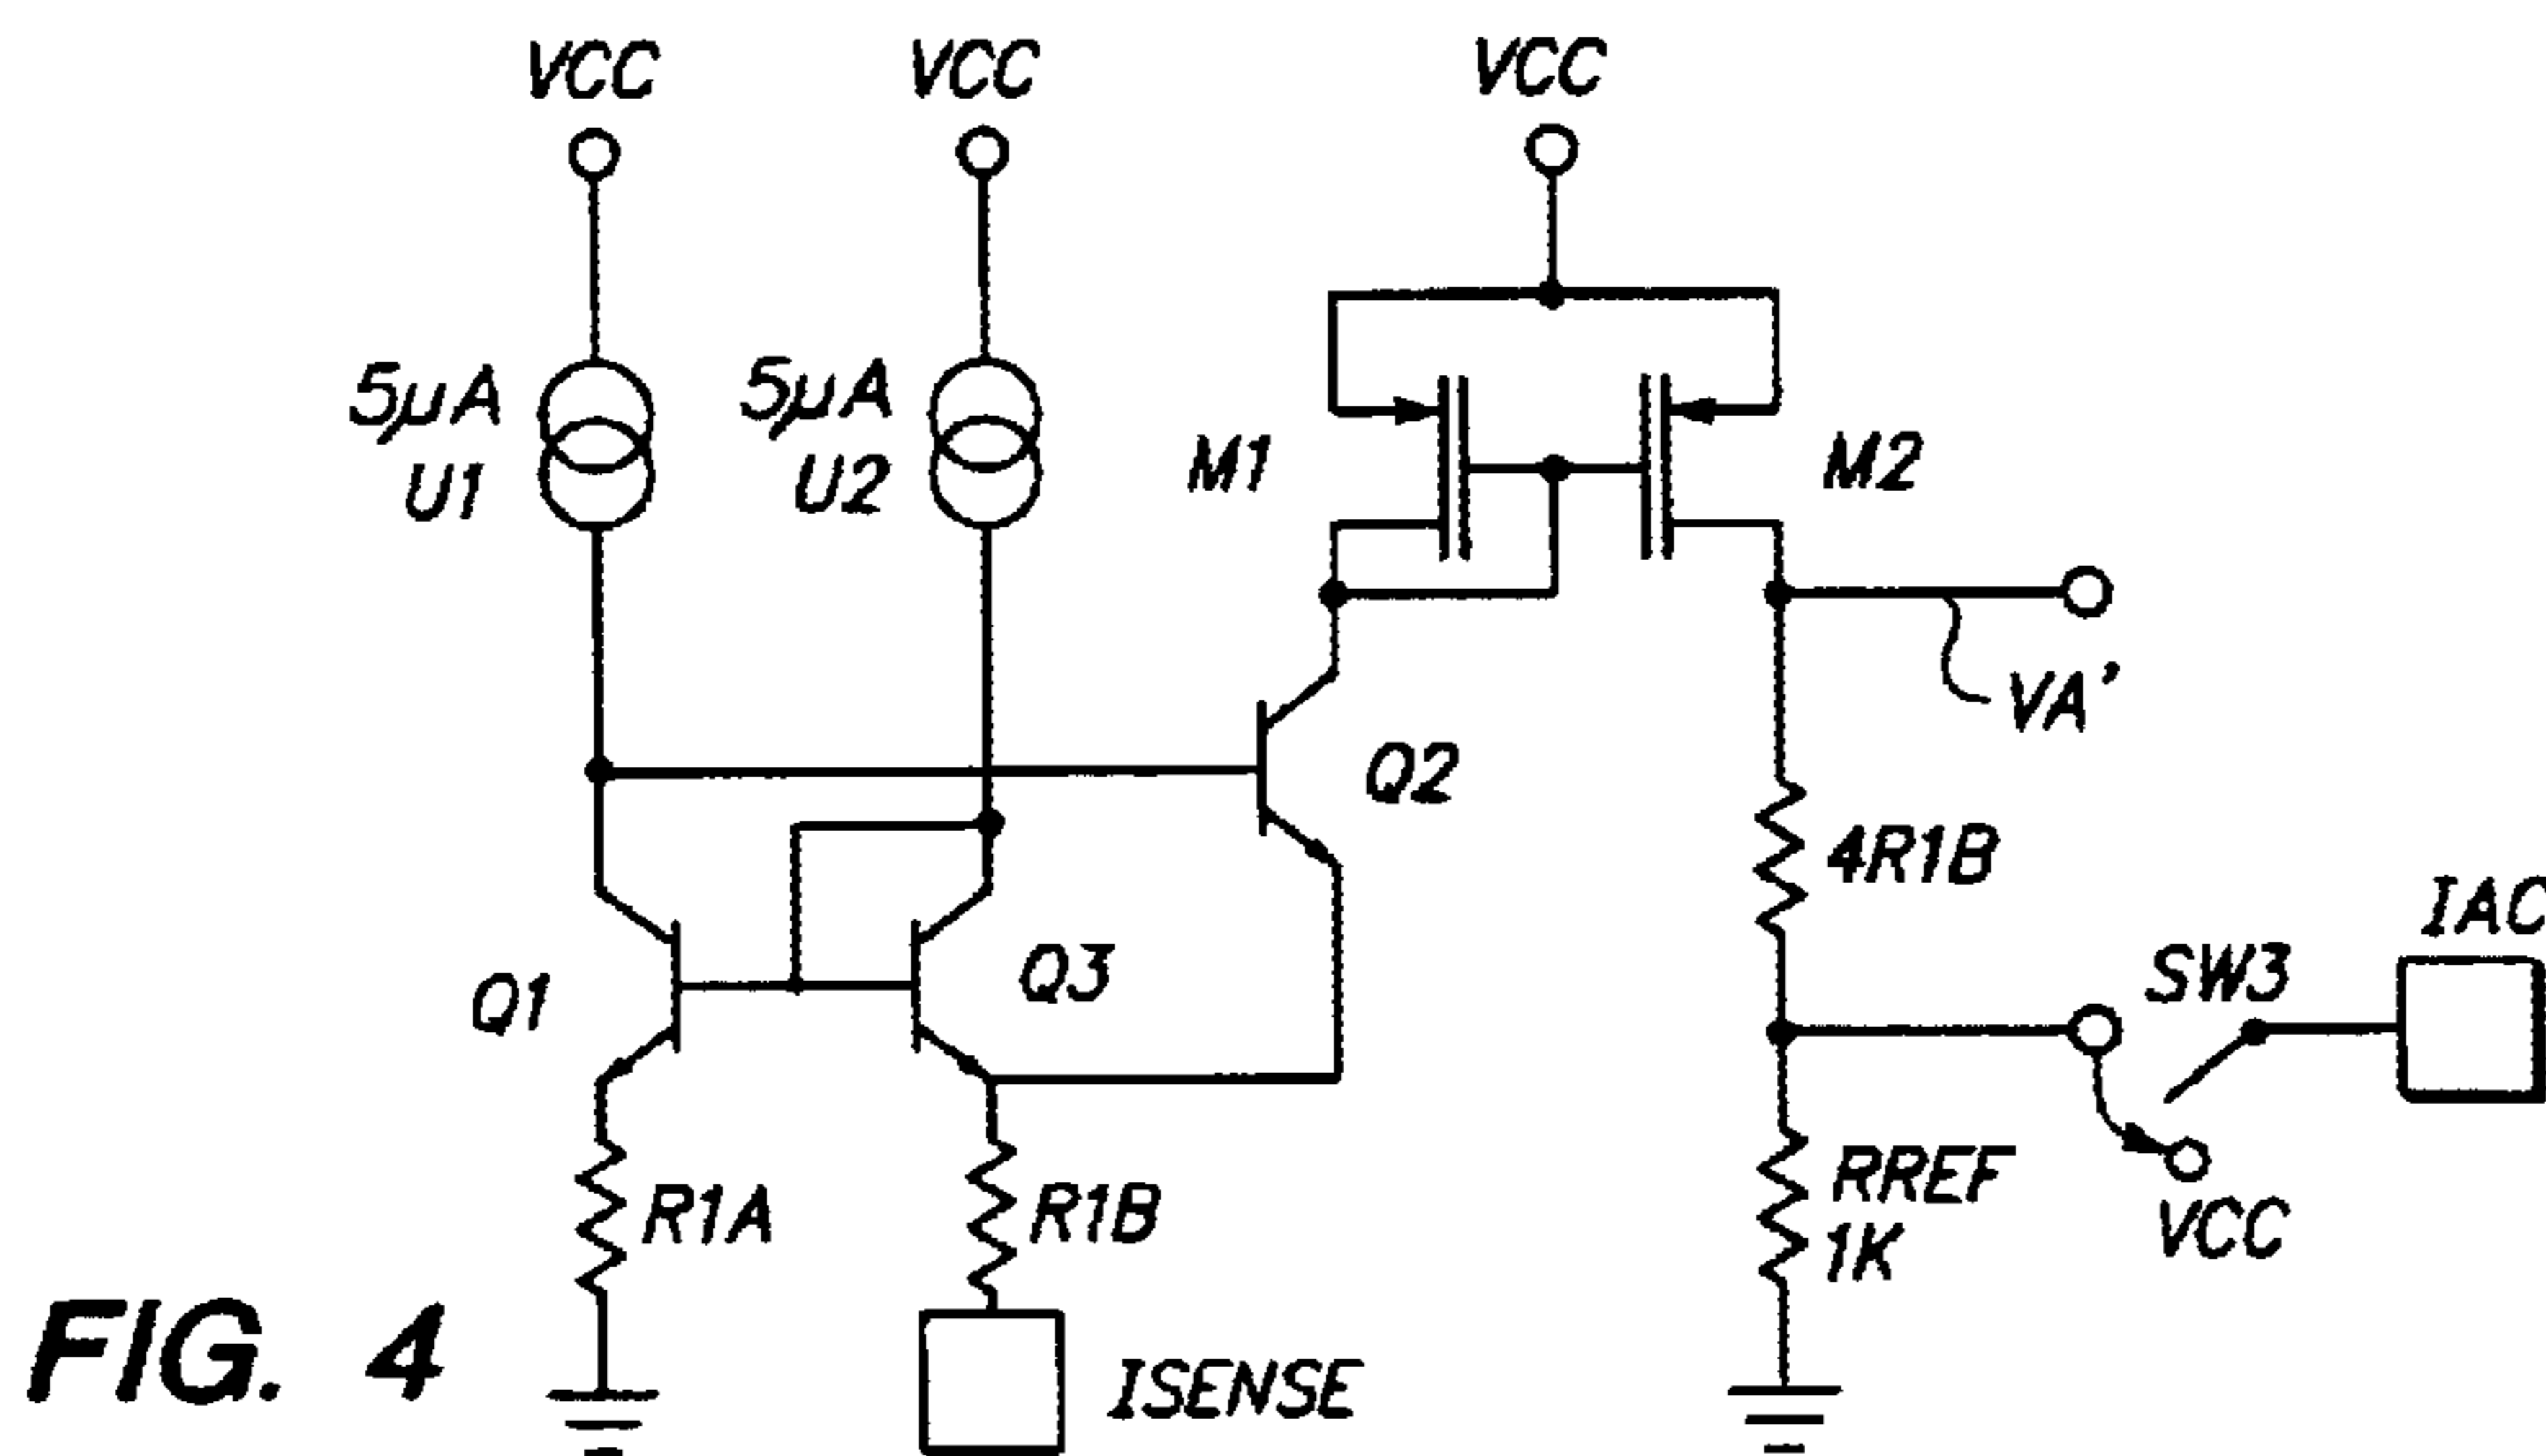 VCC
VCC
VCC
5μA
U1
5μA
U2
M1
M2
VA'
Q2
4R1B
IAC
SW3
Q1
Q3
R1A
R1B
RREF
1K
VCC
ISENSE
FIG. 4